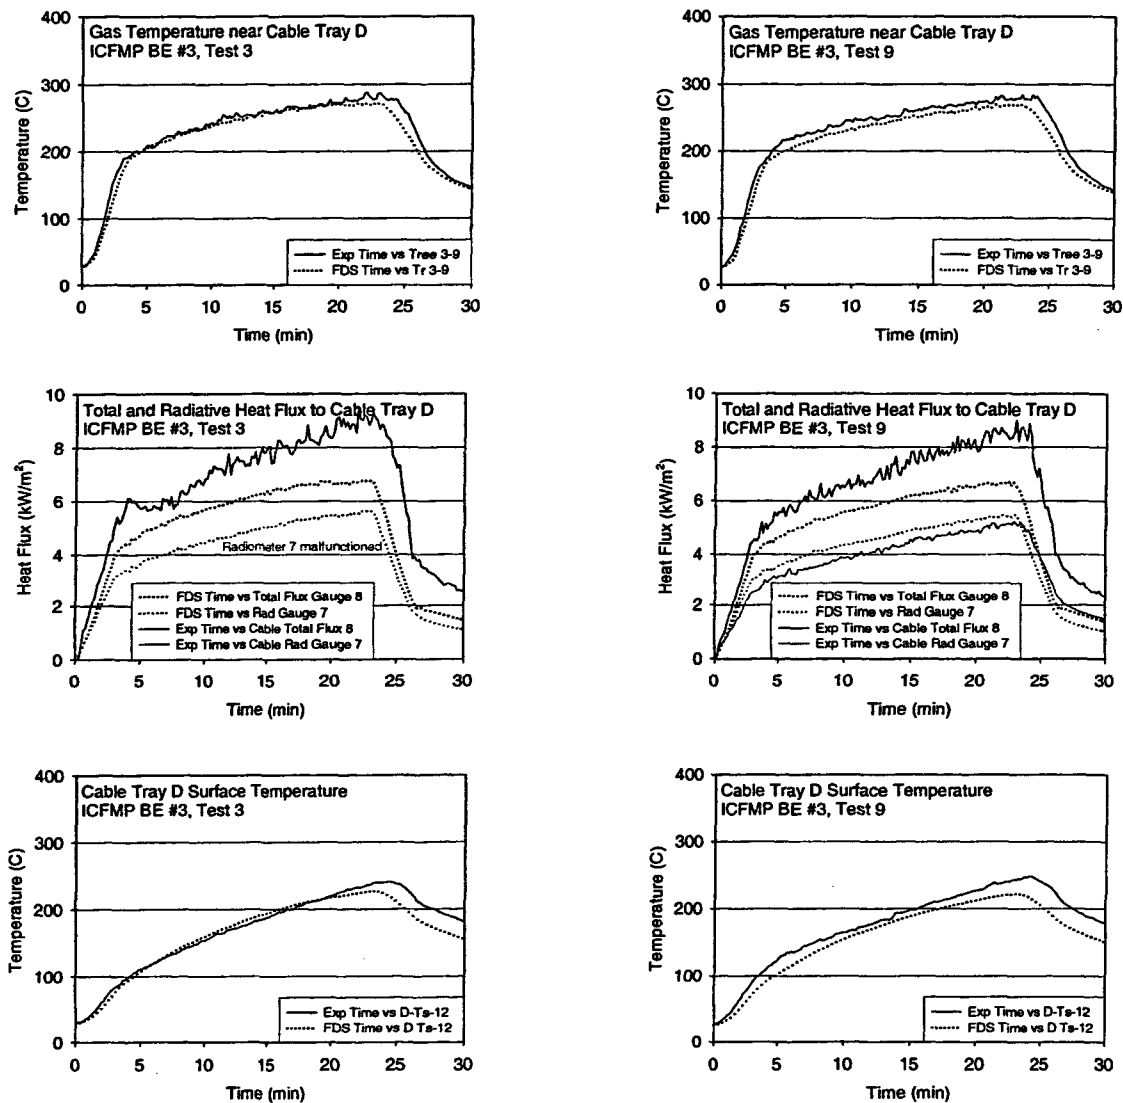 Gas Temperature near Cable Tray D
ICFMP BE #3, Test 3
Temperature (C)
400
300
200
100
0
0 5 10 15 20 25 30
Time (min)
Exp Time vs Tree 3-9
FDS Time vs Tr 3-9
Gas Temperature near Cable Tray D
ICFMP BE #3, Test 9
Temperature (C)
400
300
200
100
0
0 5 10 15 20 25 30
Time (min)
Exp Time vs Tree 3-9
FDS Time vs Tr 3-9
Total and Radiative Heat Flux to Cable Tray D
ICFMP BE #3, Test 3
Heat Flux (kW/m²)
10
8
6
4
2
0
0 5 10 15 20 25 30
Time (min)
Radiometer 7 malfunctioned
FDS Time vs Total Flux Gauge 8
FDS Time vs Rad Gauge 7
Exp Time vs Cable Total Flux 8
Exp Time vs Cable Rad Gauge 7
Total and Radiative Heat Flux to Cable Tray D
ICFMP BE #3, Test 9
Heat Flux (kW/m²)
10
8
6
4
2
0
0 5 10 15 20 25 30
Time (min)
FDS Time vs Total Flux Gauge 8
FDS Time vs Rad Gauge 7
Exp Time vs Cable Total Flux 8
Exp Time vs Cable Rad Gauge 7
Cable Tray D Surface Temperature
ICFMP BE #3, Test 3
Temperature (C)
400
300
200
100
0
0 5 10 15 20 25 30
Time (min)
Exp Time vs D-Ts-12
FDS Time vs D Ts-12
Cable Tray D Surface Temperature
ICFMP BE #3, Test 9
Temperature (C)
400
300
200
100
0
0 5 10 15 20 25 30
Time (min)
Exp Time vs D-Ts-12
FDS Time vs D Ts-12